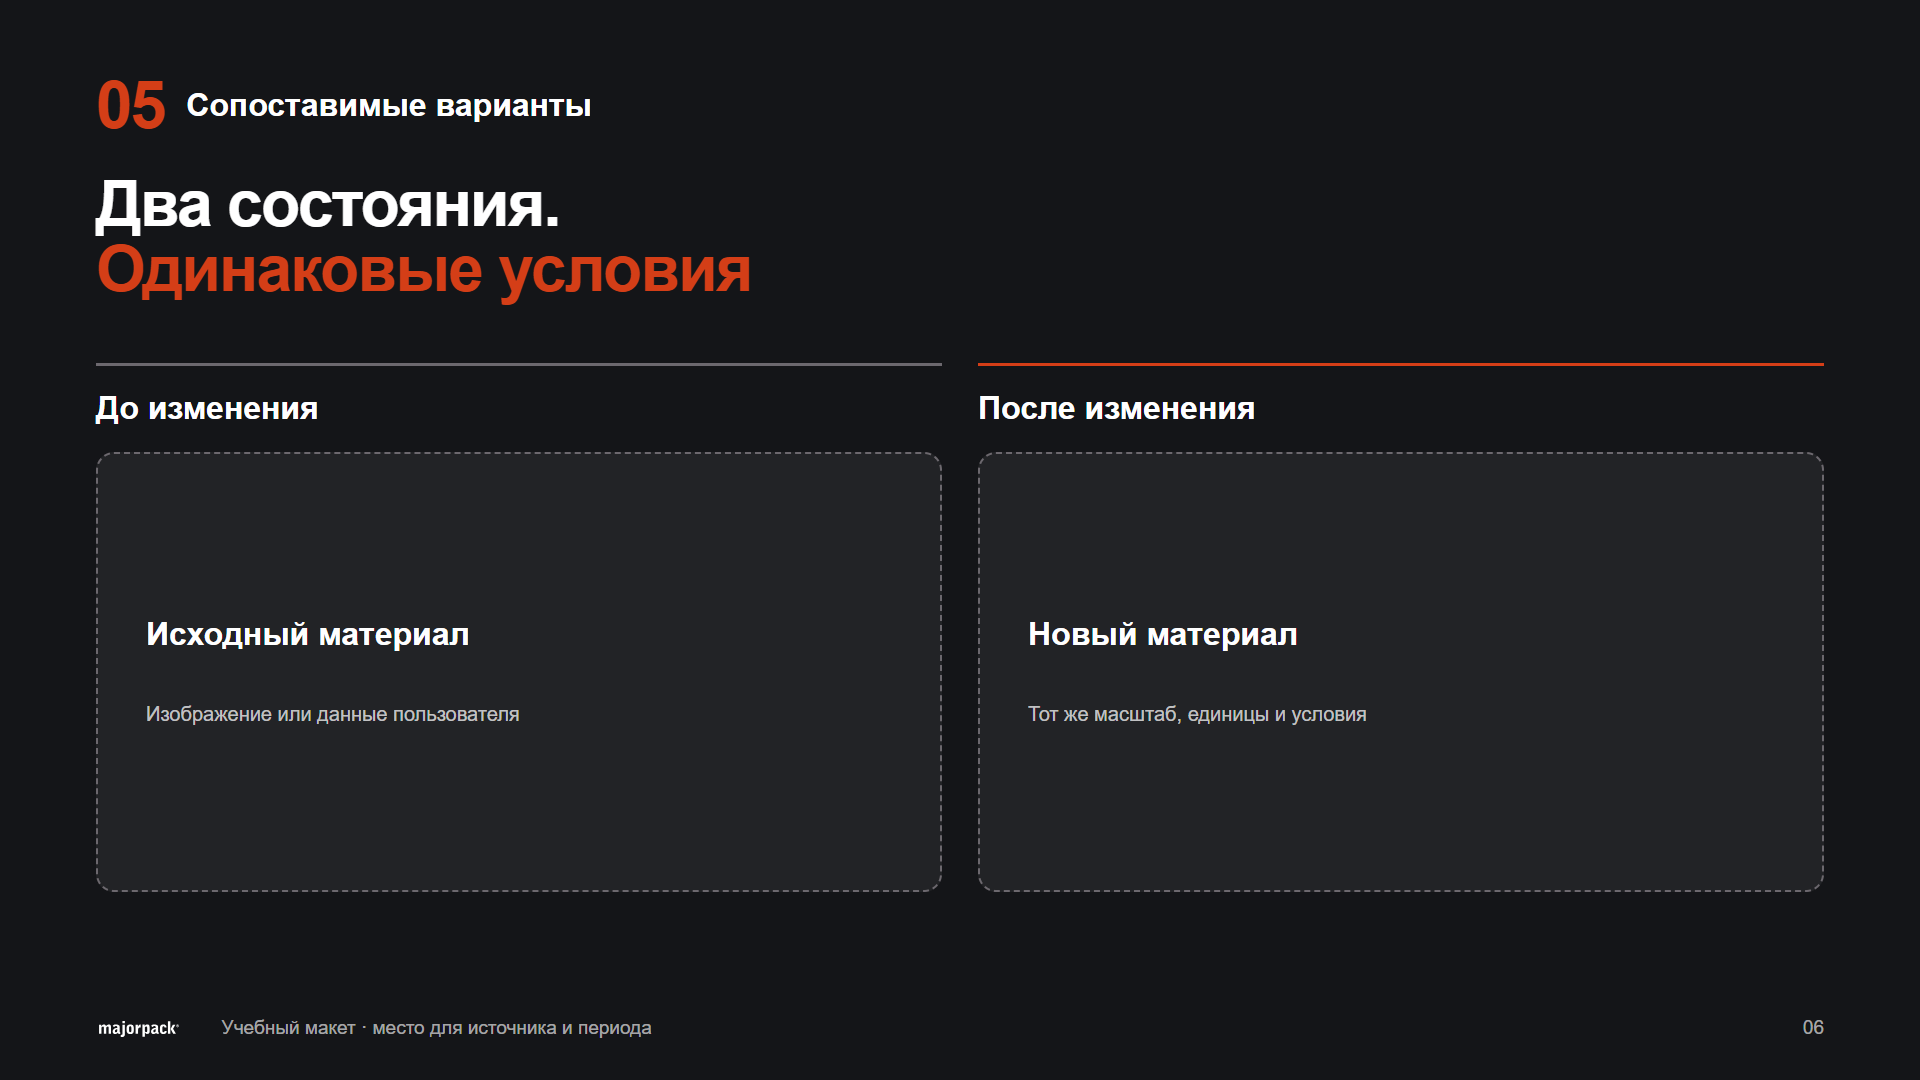 05 Сопоставимые варианты
Два состояния.
Одинаковые условия
До изменения
После изменения
Исходный материал
Изображение или данные пользователя
Новый материал
Тот же масштаб, единицы и условия
majorpack
Учебный макет · место для источника и периода
06